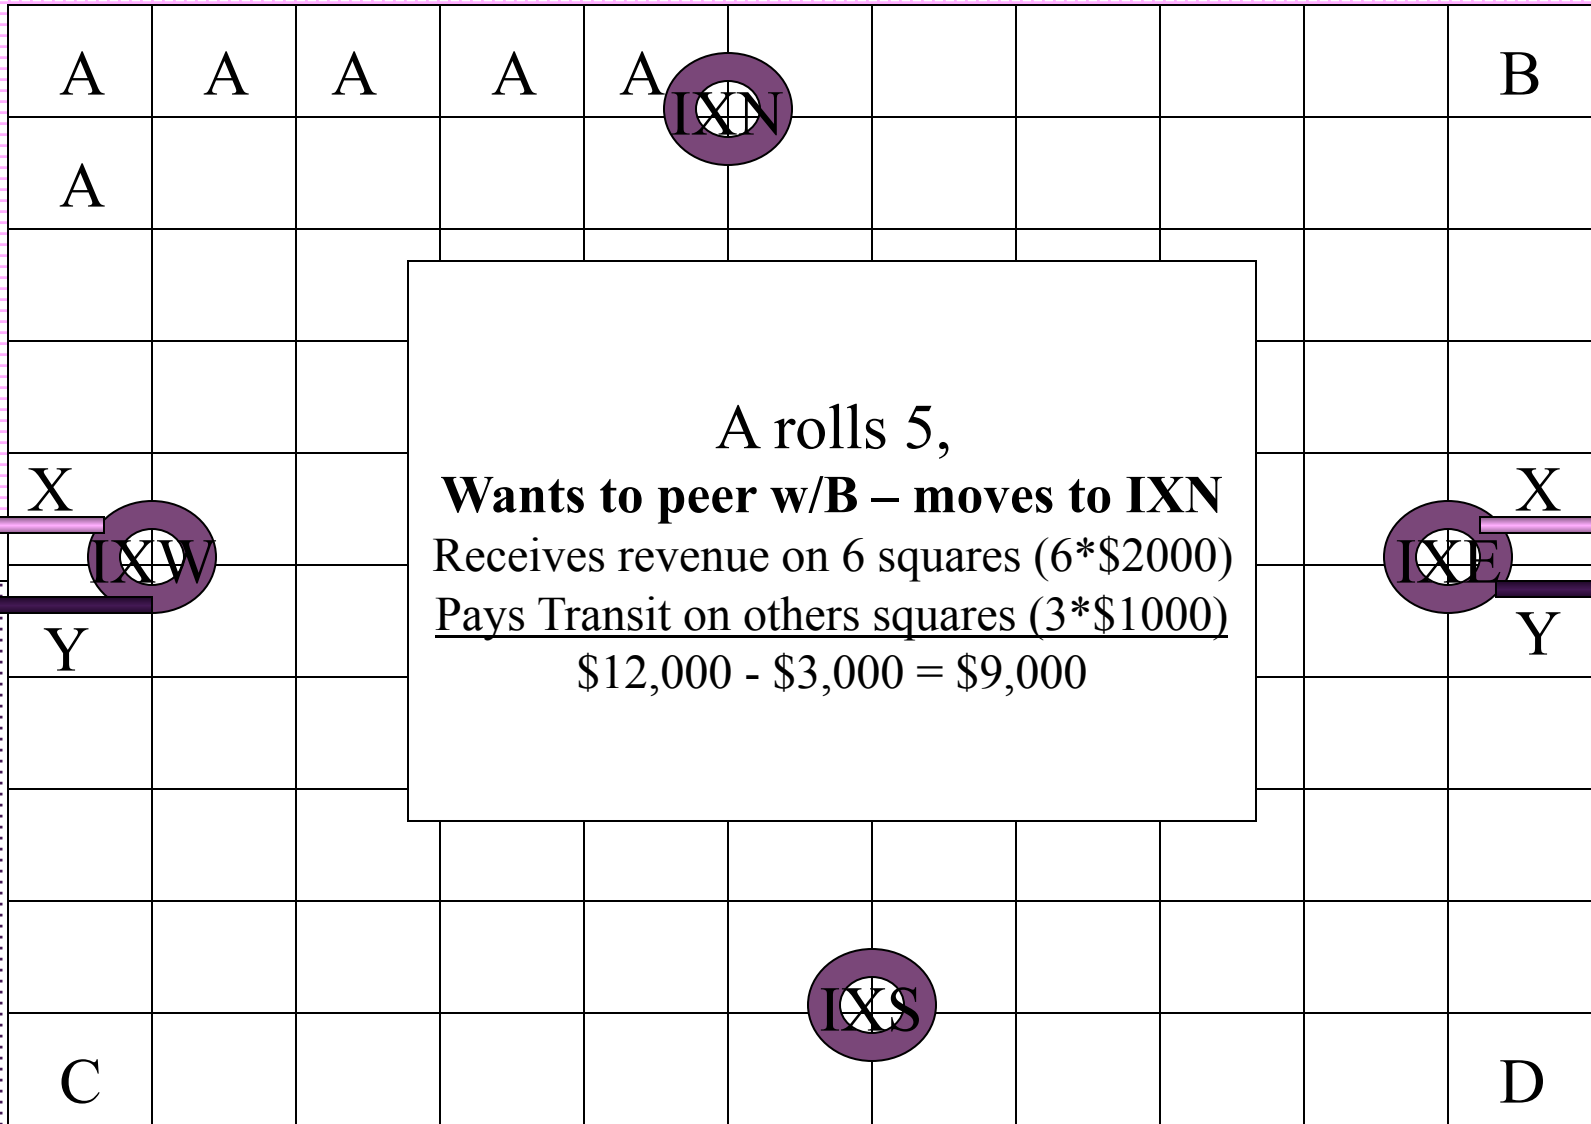 A A A A A B
IXN
A
A rolls 5,
Wants to peer w/B – moves to IXN
Receives revenue on 6 squares (6*$2000)
Pays Transit on others squares (3*$1000)
$12,000 - $3,000 = $9,000
X X
IXW IXE
Y Y
IXS
C D